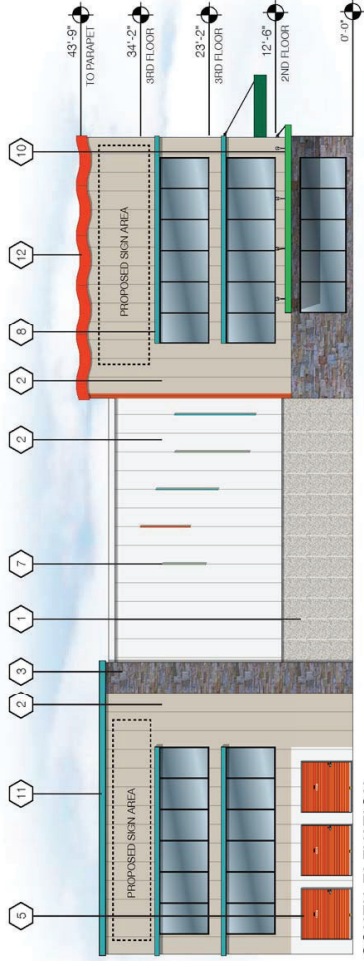 5
11
2
3
1
7
2
2
8
12
10
43'-9"
TO PARAPET
34'-2"
3RD FLOOR
23'-2"
3RD FLOOR
12'-6"
2ND FLOOR
0'-0"
PROPOSED SIGN AREA
PROPOSED SIGN AREA